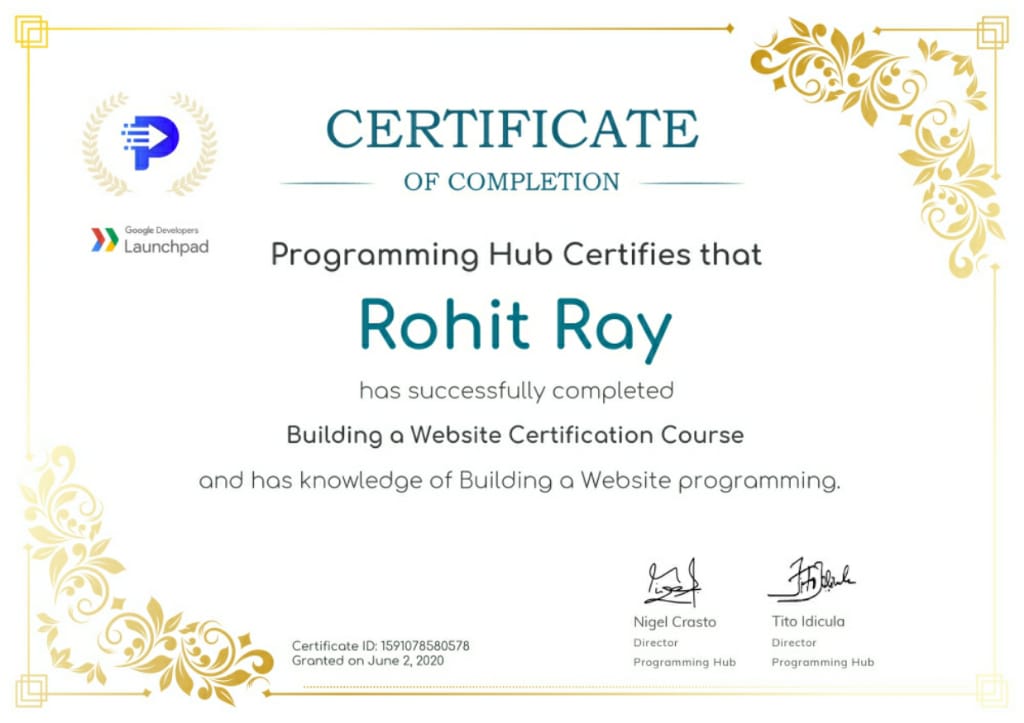 CERTIFICATE
OF COMPLETION
Google Developers
Launchpad
Programming Hub Certifies that
Rohit Ray
has successfully completed
Building a Website Certification Course
and has knowledge of Building a Website programming.
Nigel Crasto
Director
Programming Hub
Tito Idicula
Director
Programming Hub
Certificate ID: 1591078580578
Granted on June 2, 2020